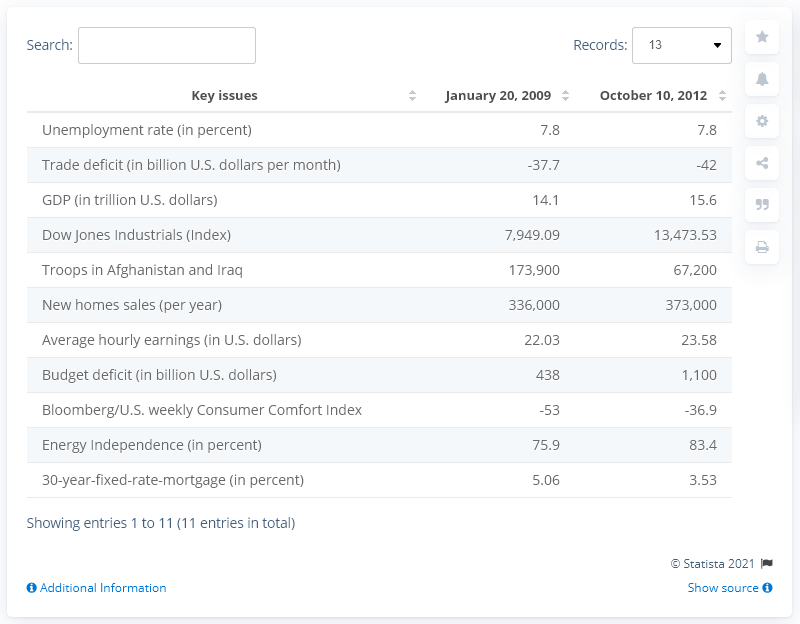 Search:
Records: 13
Key issues January 20, 2009 October 10, 2012
Unemployment rate (in percent) 7.8 7.8
Trade deficit (in billion U.S. dollars per month) -37.7 -42
GDP (in trillion U.S. dollars) 14.1 15.6
Dow Jones Industrials (Index) 7,949.09 13,473.53
Troops in Afghanistan and Iraq 173,900 67,200
New homes sales (per year) 336,000 373,000
Average hourly earnings (in U.S. dollars) 22.03 23.58
Budget deficit (in billion U.S. dollars) 438 1,100
Bloomberg/U.S. weekly Consumer Comfort Index -53 -36.9
Energy Independence (in percent) 75.9 83.4
30-year-fixed-rate-mortgage (in percent) 5.06 3.53
Showing entries 1 to 11 (11 entries in total)
© Statista 2021
Additional Information
Show source